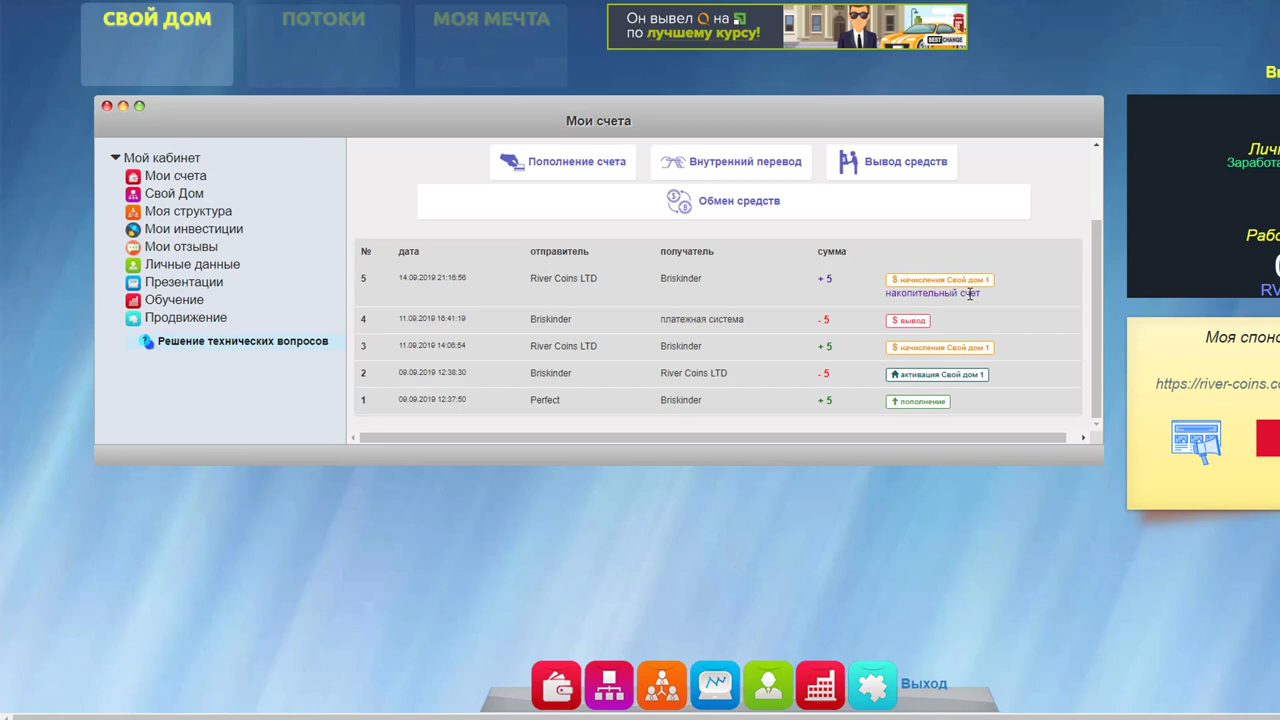 СВОЙ ДОМ
ПОТОКИ
МОЯ МЕЧТА
Он вывел на
по лучшему курсу!
BEST CHANGE
Мои счета
Мой кабинет
Мои счета
Свой Дом
Моя структура
Мои инвестиции
Мои отзывы
Личные данные
Презентации
Обучение
Продвижение
Решение технических вопросов
Пополнение счета
Внутренний перевод
Вывод средств
Обмен средств
№ дата отправитель получатель сумма
5 14.09.2019 21:16:56 River Coins LTD Briskinder + 5 $ начисления Свой дом 1
накопительный счет
4 11.09.2019 16:41:19 Briskinder платежная система - 5 $ вывод
3 11.09.2019 14:06:54 River Coins LTD Briskinder + 5 $ начисления Свой дом 1
2 09.09.2019 12:38:30 Briskinder River Coins LTD - 5 активация Свой дом 1
1 09.09.2019 12:37:50 Perfect Briskinder + 5 пополнение
Заработа
RV
Моя спонс
https://river-coins.co
Выход